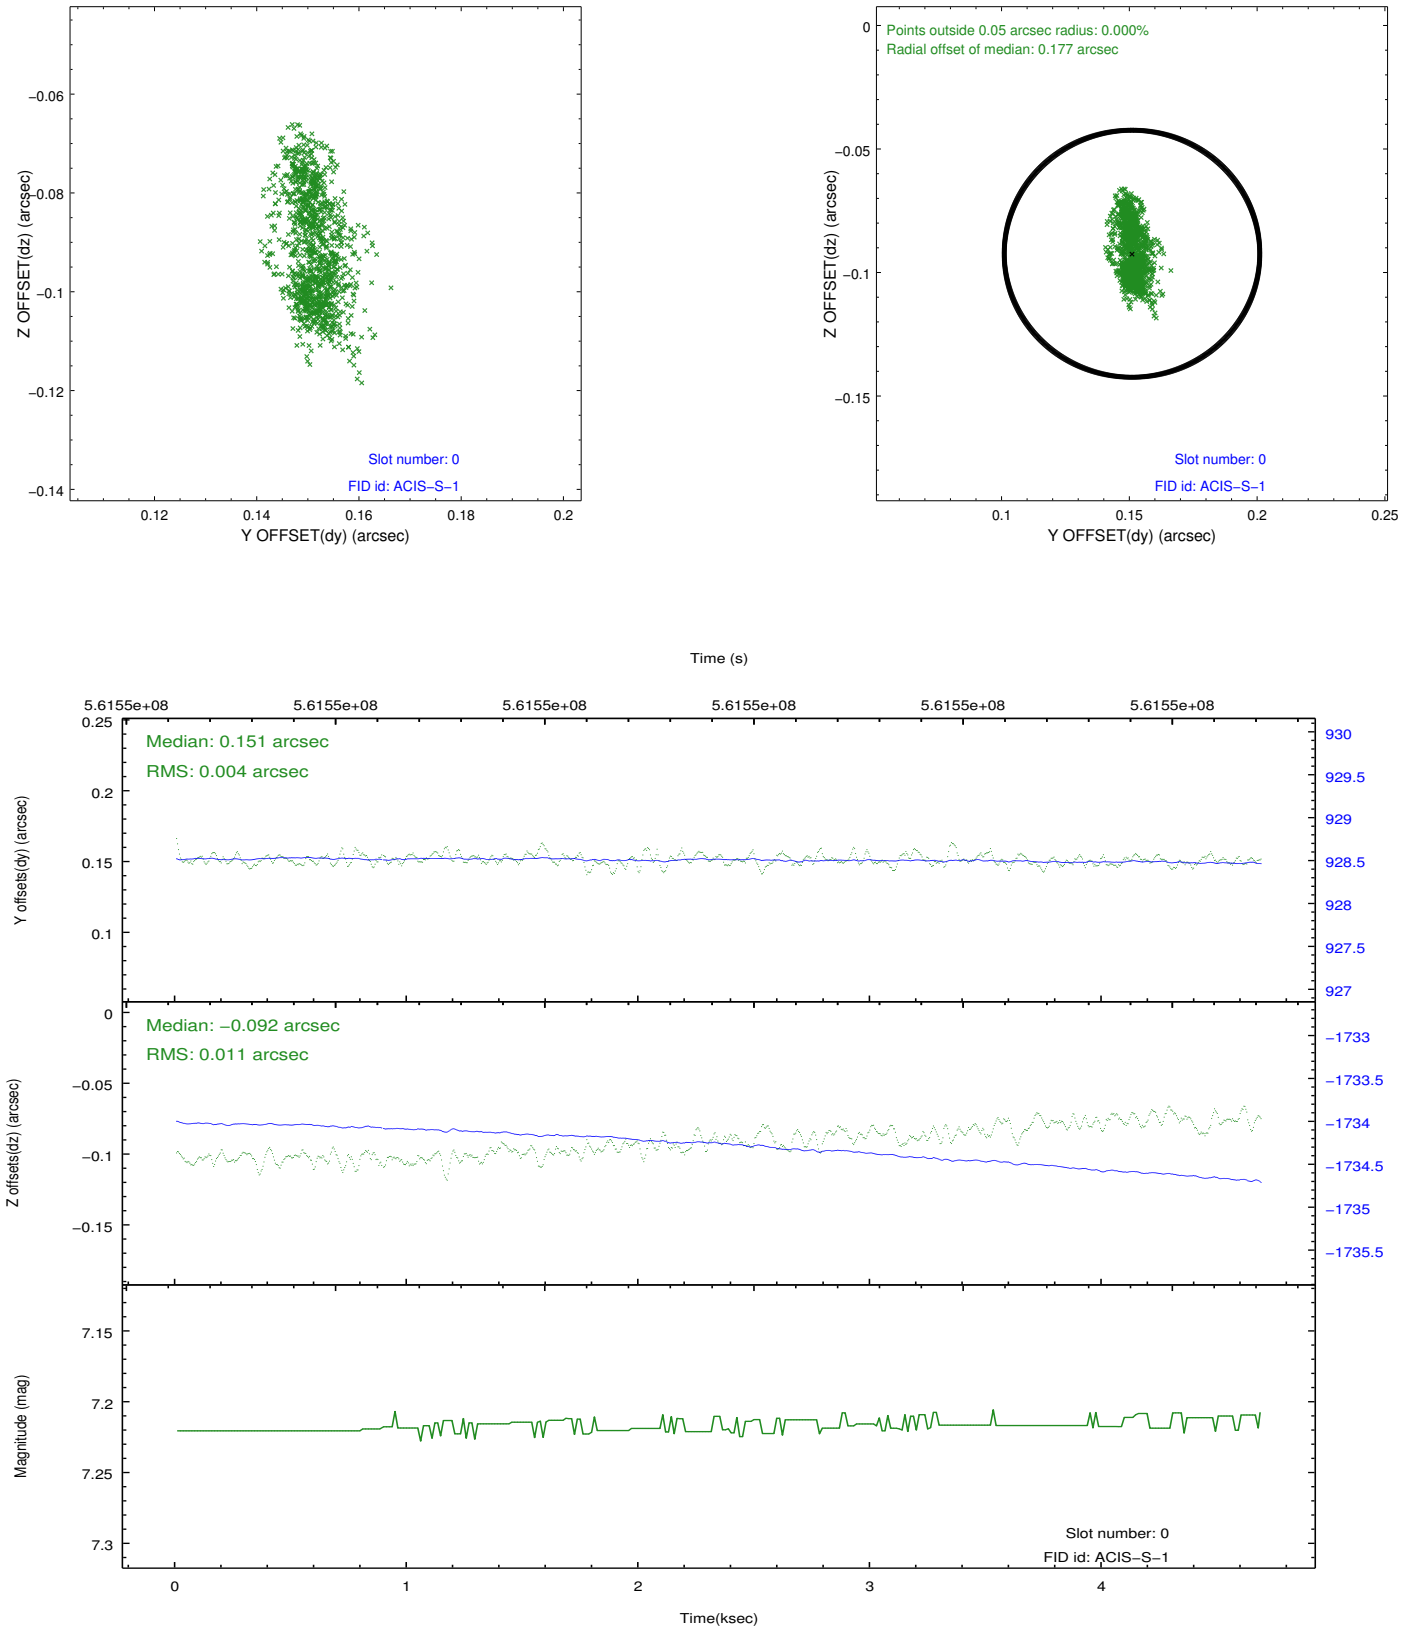 −0.06
−0.08
−0.1
−0.12
−0.14
Z OFFSET(dz) (arcsec)
Slot number: 0
FID id: ACIS−S−1
0.12
0.14
0.16
0.18
0.2
Y OFFSET(dy) (arcsec)
Points outside 0.05 arcsec radius: 0.000%
Radial offset of median: 0.177 arcsec
0
−0.05
−0.1
−0.15
Z OFFSET(dz) (arcsec)
Slot number: 0
FID id: ACIS−S−1
0.1
0.15
0.2
0.25
Y OFFSET(dy) (arcsec)
Time (s)
5.6155e+08
5.6155e+08
5.6155e+08
5.6155e+08
5.6155e+08
5.6155e+08
Median: 0.151 arcsec
RMS: 0.004 arcsec
0.25
0.2
0.15
0.1
Y offsets(dy) (arcsec)
930
929.5
929
928.5
928
927.5
927
Median: −0.092 arcsec
RMS: 0.011 arcsec
0
−0.05
−0.1
−0.15
Z offsets(dz) (arcsec)
−1733
−1733.5
−1734
−1734.5
−1735
−1735.5
7.15
7.2
7.25
7.3
Magnitude (mag)
Slot number: 0
FID id: ACIS−S−1
0
1
2
3
4
Time(ksec)